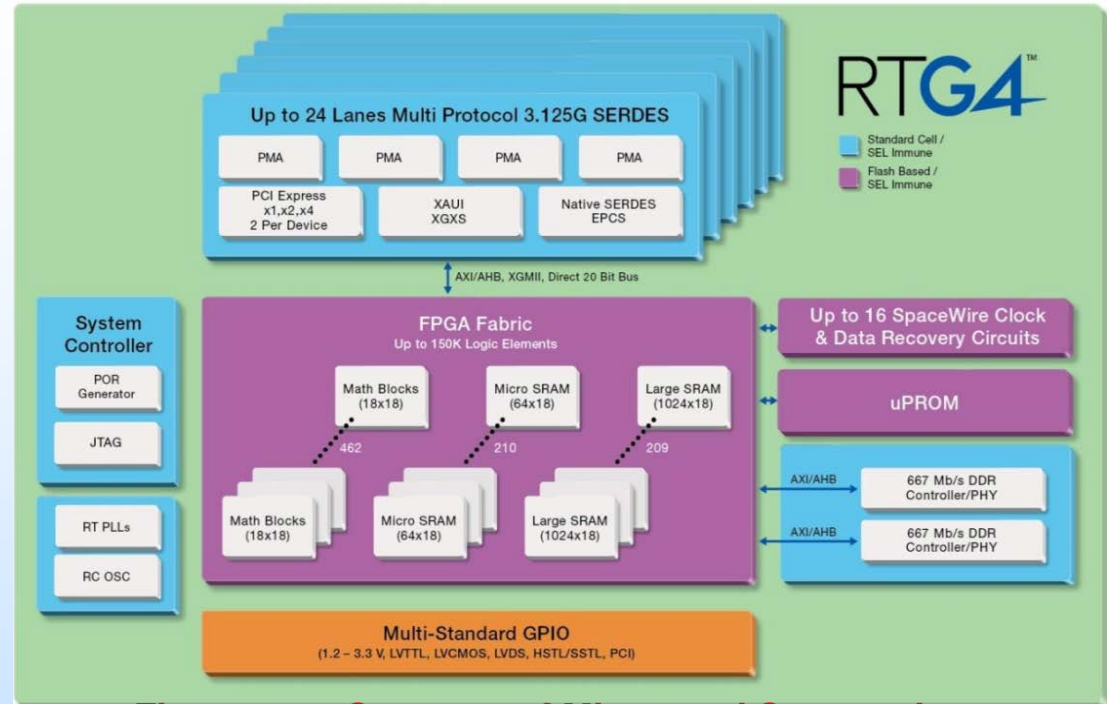 Up to 24 Lanes Multi Protocol 3.125G SERDES
PMA
PMA
PMA
PMA
PCI Express
x1,x2,x4
2 Per Device
XAUI
XGXS
Native SERDES
EPCS
RTG4™
Standard Cell /
SEL Immune
Flash Based /
SEL Immune
AXI/AHB, XGMII, Direct 20 Bit Bus
System
Controller
POR
Generator
JTAG
RT PLLs
RC OSC
FPGA Fabric
Up to 150K Logic Elements
Math Blocks
(18x18)
Micro SRAM
(64x18)
Large SRAM
(1024x18)
462
210
209
Math Blocks
(18x18)
Micro SRAM
(64x18)
Large SRAM
(1024x18)
Up to 16 SpaceWire Clock
& Data Recovery Circuits
uPROM
AXI/AHB
667 Mb/s DDR
Controller/PHY
AXI/AHB
667 Mb/s DDR
Controller/PHY
Multi-Standard GPIO
(1.2 – 3.3 V, LVTTL, LVCMOS, LVDS, HSTL/SSTL, PCI)